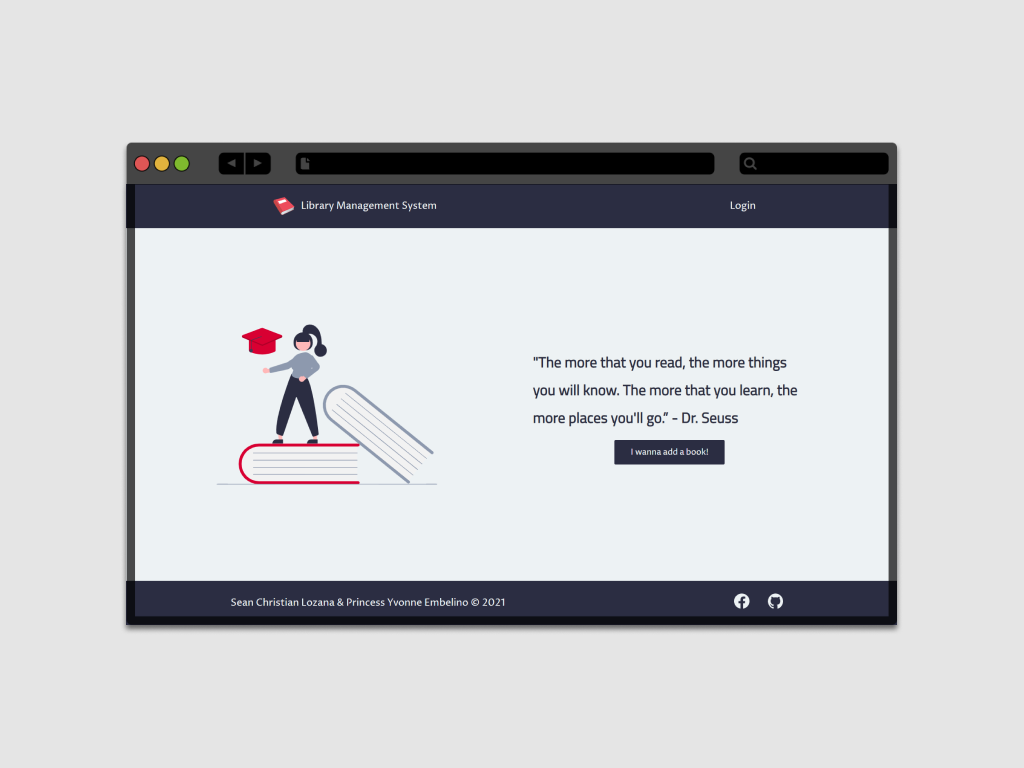 Library Management System
Login
"The more that you read, the more things
you will know. The more that you learn, the
more places you'll go.” - Dr. Seuss
I wanna add a book!
Sean Christian Lozana & Princess Yvonne Embelino © 2021